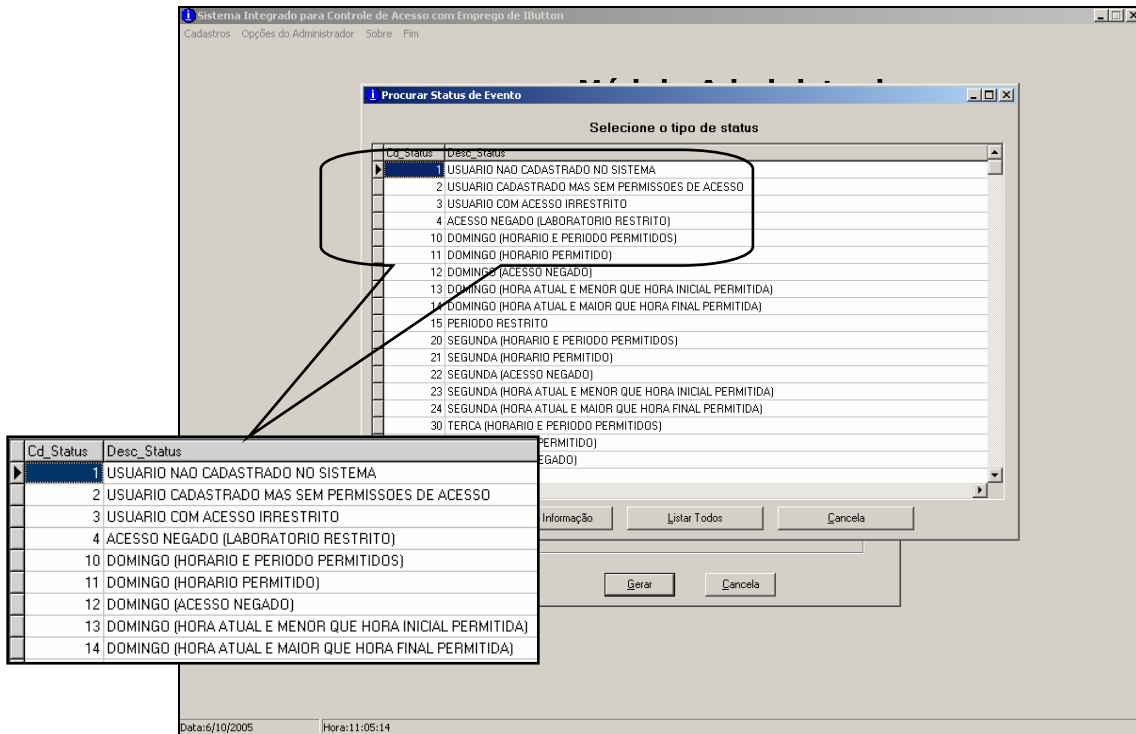 Sistema Integrado para Controle de Acesso com Emprego de IButton
Cadastros Opções do Administrador Sobre Fim
Procurar Status de Evento
Selecione o tipo de status
Cd_Status Desc_Status
1 USUARIO NAO CADASTRADO NO SISTEMA
2 USUARIO CADASTRADO MAS SEM PERMISSOES DE ACESSO
3 USUARIO COM ACESSO IRRESTRITO
4 ACESSO NEGADO (LABORATORIO RESTRITO)
10 DOMINGO (HORARIO E PERIODO PERMITIDOS)
11 DOMINGO (HORARIO PERMITIDO)
12 DOMINGO (ACESSO NEGADO)
13 DOMINGO (HORA ATUAL E MENOR QUE HORA INICIAL PERMITIDA)
14 DOMINGO (HORA ATUAL E MAIOR QUE HORA FINAL PERMITIDA)
15 PERIODO RESTRITO
20 SEGUNDA (HORARIO E PERIODO PERMITIDOS)
21 SEGUNDA (HORARIO PERMITIDO)
22 SEGUNDA (ACESSO NEGADO)
23 SEGUNDA (HORA ATUAL E MENOR QUE HORA INICIAL PERMITIDA)
24 SEGUNDA (HORA ATUAL E MAIOR QUE HORA FINAL PERMITIDA)
30 TERCA (HORARIO E PERIODO PERMITIDOS)
PERMITIDO)
EGADO)
Informação Listar Todos Cancela
Gerar Cancela
Cd_Status Desc_Status
1 USUARIO NAO CADASTRADO NO SISTEMA
2 USUARIO CADASTRADO MAS SEM PERMISSOES DE ACESSO
3 USUARIO COM ACESSO IRRESTRITO
4 ACESSO NEGADO (LABORATORIO RESTRITO)
10 DOMINGO (HORARIO E PERIODO PERMITIDOS)
11 DOMINGO (HORARIO PERMITIDO)
12 DOMINGO (ACESSO NEGADO)
13 DOMINGO (HORA ATUAL E MENOR QUE HORA INICIAL PERMITIDA)
14 DOMINGO (HORA ATUAL E MAIOR QUE HORA FINAL PERMITIDA)
Data:6/10/2005 Hora:11:05:14